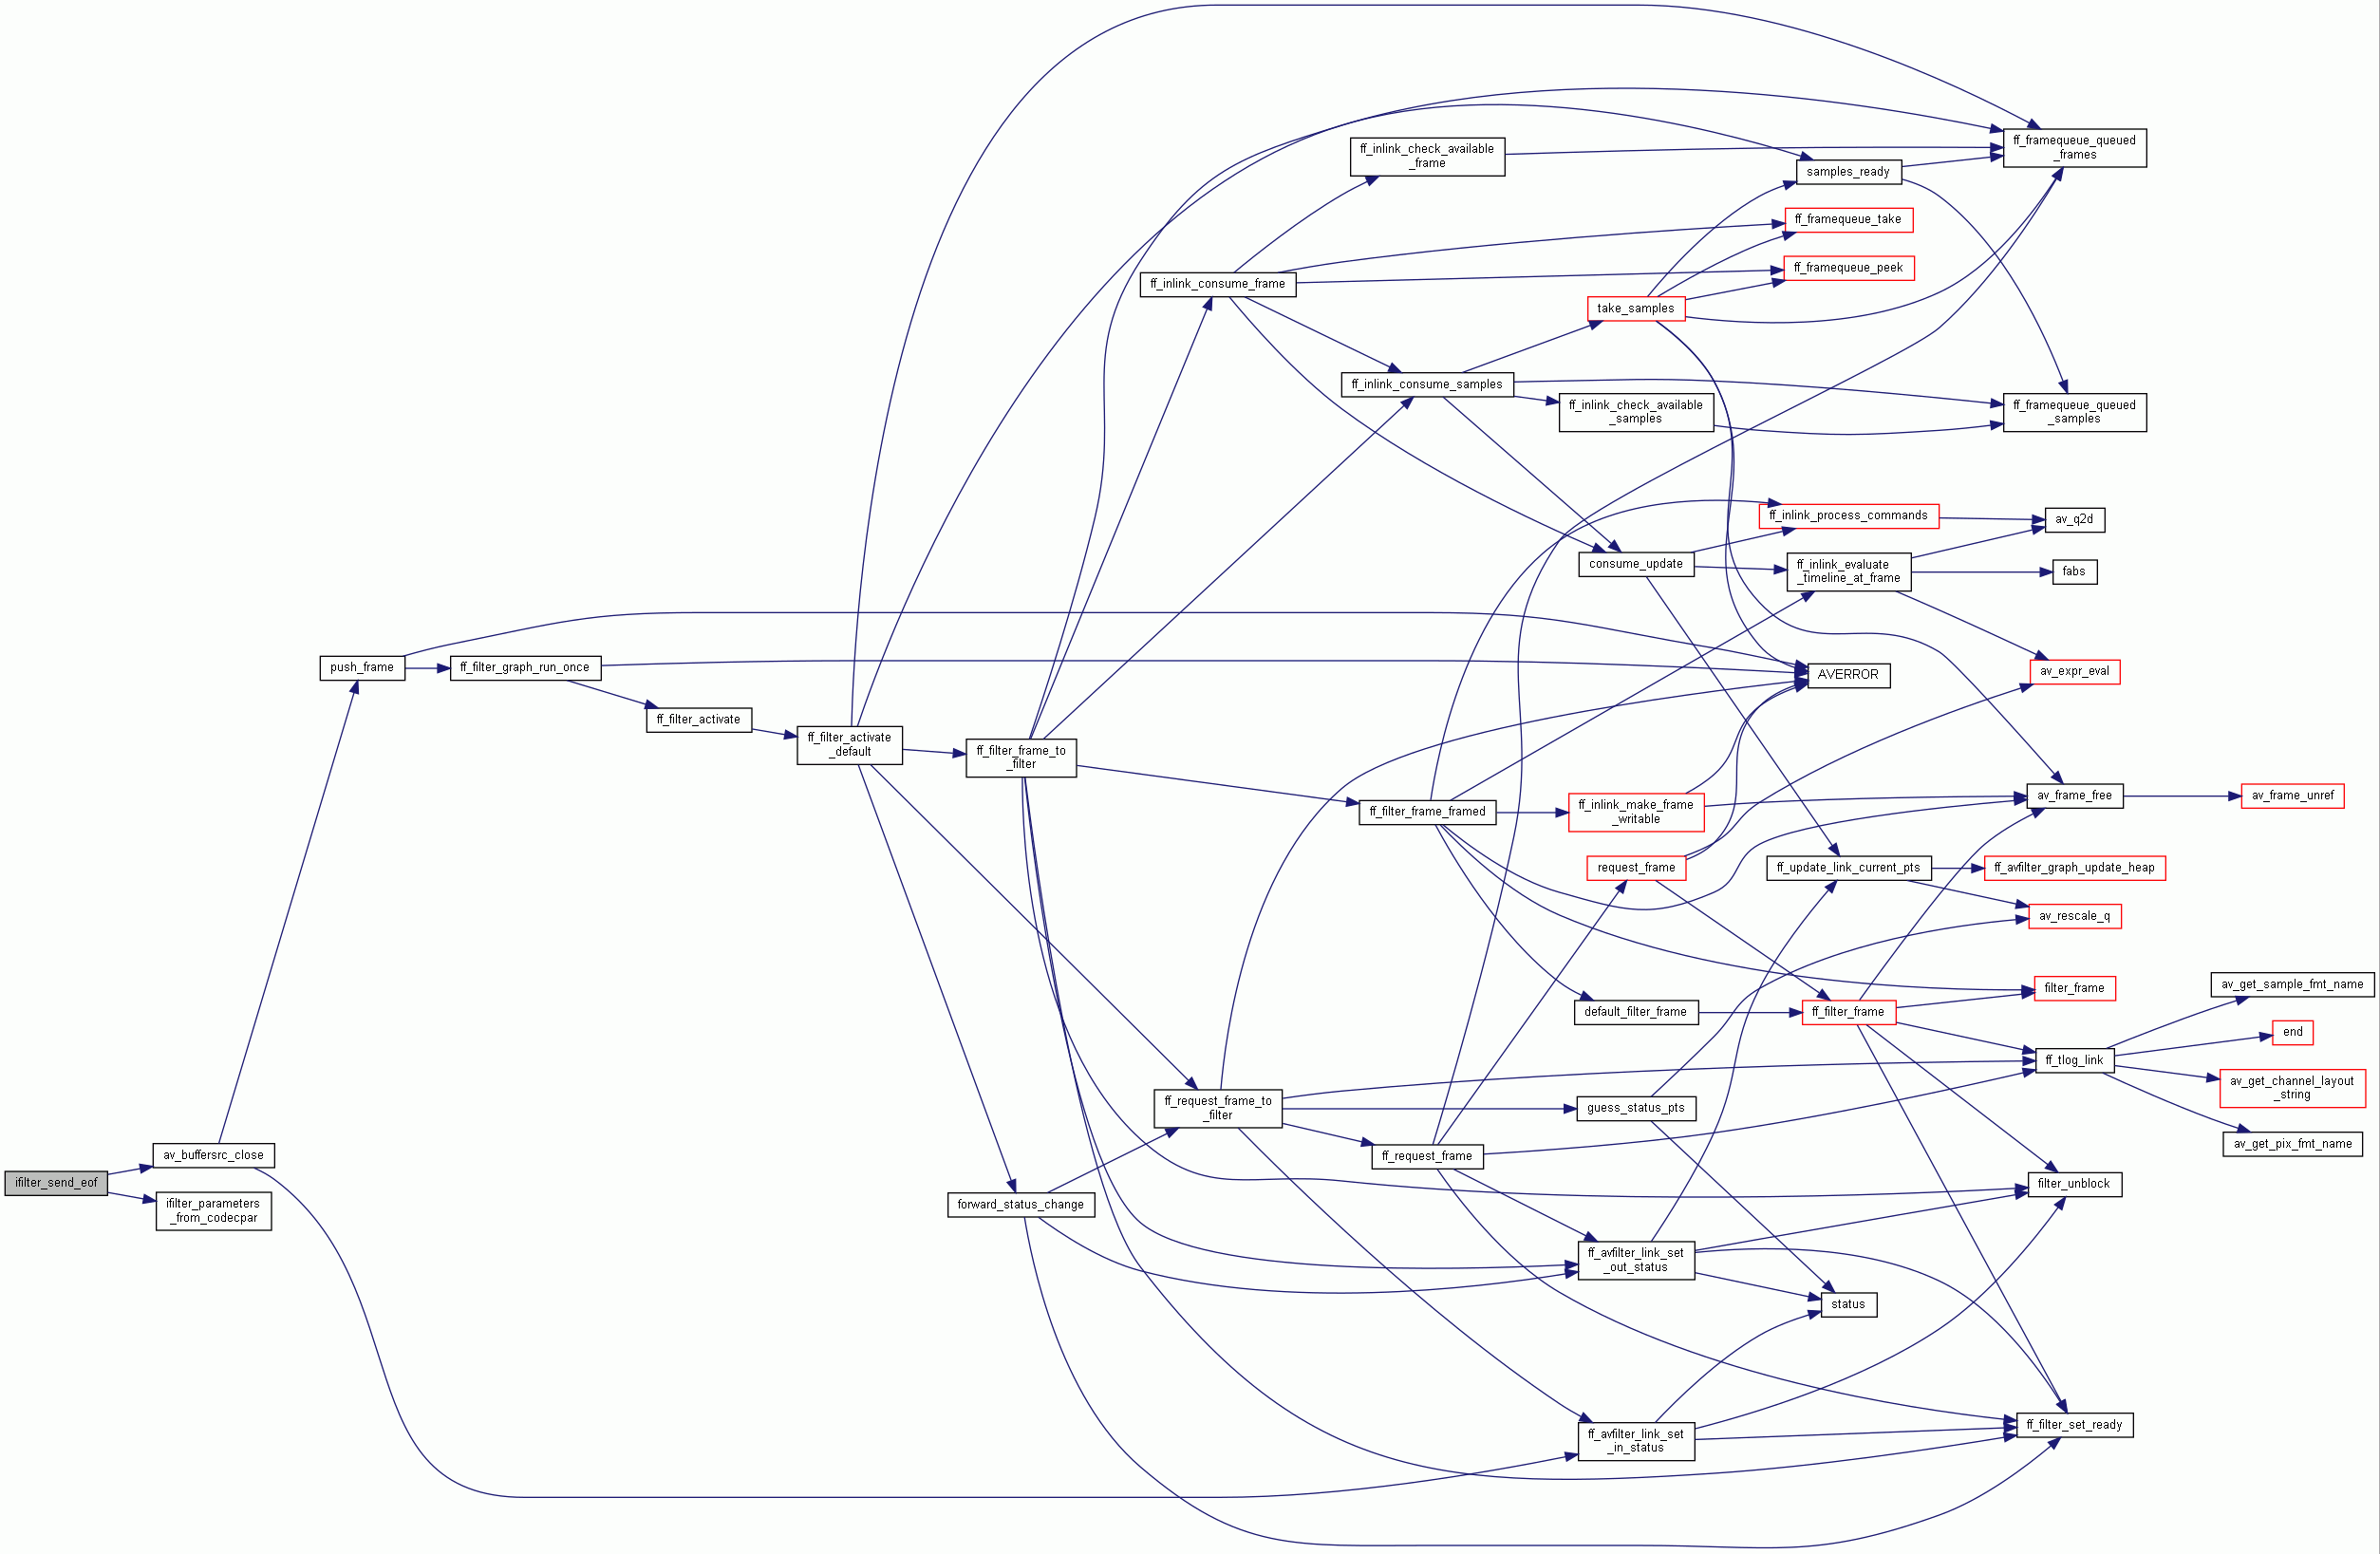 ff_framequeue_queued
_frames
ff_inlink_check_available
_frame
samples_ready
ff_framequeue_take
ff_framequeue_peek
ff_inlink_consume_frame
take_samples
ff_inlink_consume_samples
ff_inlink_check_available
_samples
ff_framequeue_queued
_samples
ff_inlink_process_commands
av_q2d
consume_update
ff_inlink_evaluate
_timeline_at_frame
fabs
push_frame
ff_filter_graph_run_once
AVERROR
av_expr_eval
ff_filter_activate
ff_filter_activate
_default
ff_filter_frame_to
_filter
ff_filter_frame_framed
ff_inlink_make_frame
_writable
av_frame_free
av_frame_unref
request_frame
ff_update_link_current_pts
ff_avfilter_graph_update_heap
av_rescale_q
filter_frame
av_get_sample_fmt_name
default_filter_frame
ff_filter_frame
end
ff_tlog_link
av_get_channel_layout
_string
ff_request_frame_to
_filter
guess_status_pts
av_get_pix_fmt_name
av_buffersrc_close
ff_request_frame
ifilter_send_eof
filter_unblock
ifilter_parameters
_from_codecpar
forward_status_change
ff_avfilter_link_set
_out_status
status
ff_avfilter_link_set
_in_status
ff_filter_set_ready